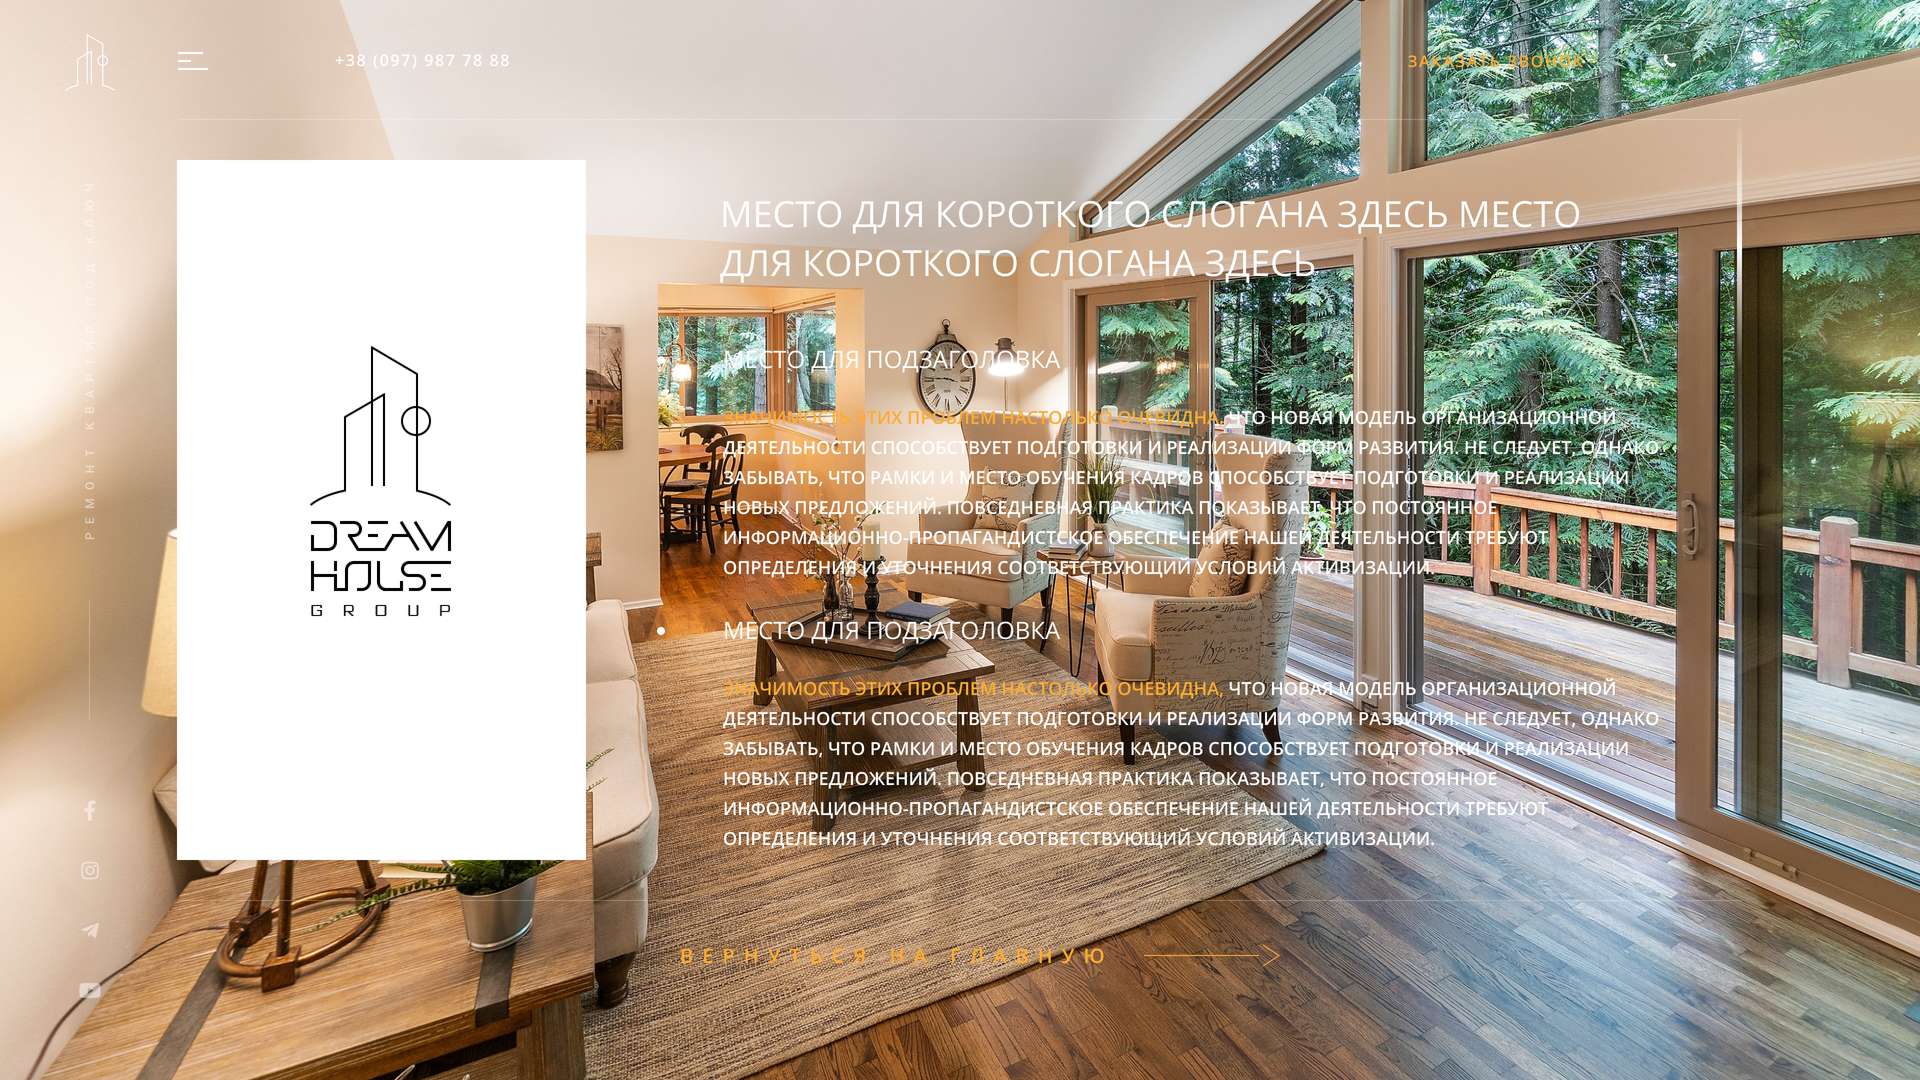 +38 (097) 987 78 88
ЗАКАЗАТЬ ЗВОНОК
РЕМОНТ КВАРТИР ПОД КЛЮЧ
DREAM
HOUSE
GROUP
МЕСТО ДЛЯ КОРОТКОГО СЛОГАНА ЗДЕСЬ МЕСТО
ДЛЯ КОРОТКОГО СЛОГАНА ЗДЕСЬ
МЕСТО ДЛЯ ПОДЗАГОЛОВКА
ЗНАЧИМОСТЬ ЭТИХ ПРОБЛЕМ НАСТОЛЬКО ОЧЕВИДНА, ЧТО НОВАЯ МОДЕЛЬ ОРГАНИЗАЦИОННОЙ
ДЕЯТЕЛЬНОСТИ СПОСОБСТВУЕТ ПОДГОТОВКИ И РЕАЛИЗАЦИИ ФОРМ РАЗВИТИЯ. НЕ СЛЕДУЕТ, ОДНАКО
ЗАБЫВАТЬ, ЧТО РАМКИ И МЕСТО ОБУЧЕНИЯ КАДРОВ СПОСОБСТВУЕТ ПОДГОТОВКИ И РЕАЛИЗАЦИИ
НОВЫХ ПРЕДЛОЖЕНИЙ. ПОВСЕДНЕВНАЯ ПРАКТИКА ПОКАЗЫВАЕТ, ЧТО ПОСТОЯННОЕ
ИНФОРМАЦИОННО-ПРОПАГАНДИСТСКОЕ ОБЕСПЕЧЕНИЕ НАШЕЙ ДЕЯТЕЛЬНОСТИ ТРЕБУЮТ
ОПРЕДЕЛЕНИЯ И УТОЧНЕНИЯ СООТВЕТСТВУЮЩИЙ УСЛОВИЙ АКТИВИЗАЦИИ.
МЕСТО ДЛЯ ПОДЗАГОЛОВКА
ЗНАЧИМОСТЬ ЭТИХ ПРОБЛЕМ НАСТОЛЬКО ОЧЕВИДНА, ЧТО НОВАЯ МОДЕЛЬ ОРГАНИЗАЦИОННОЙ
ДЕЯТЕЛЬНОСТИ СПОСОБСТВУЕТ ПОДГОТОВКИ И РЕАЛИЗАЦИИ ФОРМ РАЗВИТИЯ. НЕ СЛЕДУЕТ, ОДНАКО
ЗАБЫВАТЬ, ЧТО РАМКИ И МЕСТО ОБУЧЕНИЯ КАДРОВ СПОСОБСТВУЕТ ПОДГОТОВКИ И РЕАЛИЗАЦИИ
НОВЫХ ПРЕДЛОЖЕНИЙ. ПОВСЕДНЕВНАЯ ПРАКТИКА ПОКАЗЫВАЕТ, ЧТО ПОСТОЯННОЕ
ИНФОРМАЦИОННО-ПРОПАГАНДИСТСКОЕ ОБЕСПЕЧЕНИЕ НАШЕЙ ДЕЯТЕЛЬНОСТИ ТРЕБУЮТ
ОПРЕДЕЛЕНИЯ И УТОЧНЕНИЯ СООТВЕТСТВУЮЩИЙ УСЛОВИЙ АКТИВИЗАЦИИ.
ВЕРНУТЬСЯ НА ГЛАВНУЮ